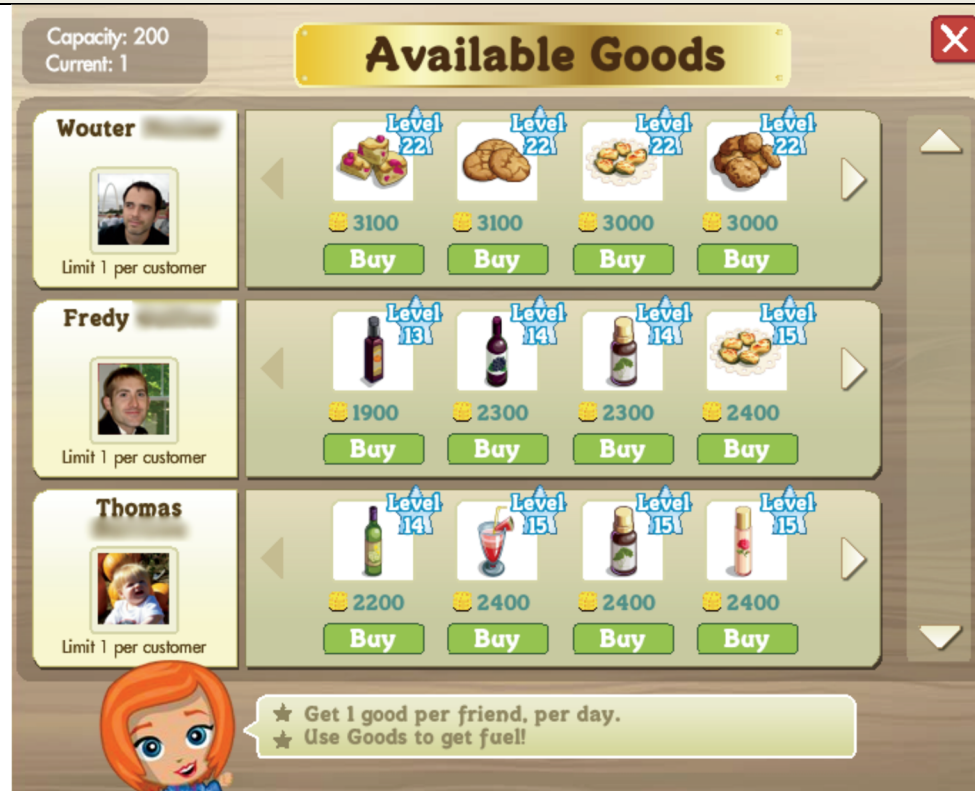 Capacity: 200
Current: 1
Available Goods
Wouter
Limit 1 per customer
Level 22
Level 22
Level 22
Level 22
3100
3100
3000
3000
Buy
Buy
Buy
Buy
Fredy
Limit 1 per customer
Level 13
Level 14
Level 14
Level 15
1900
2300
2300
2400
Buy
Buy
Buy
Buy
Thomas
Limit 1 per customer
Level 14
Level 15
Level 15
Level 15
2200
2400
2400
2400
Buy
Buy
Buy
Buy
Get 1 good per friend, per day.
Use Goods to get fuel!